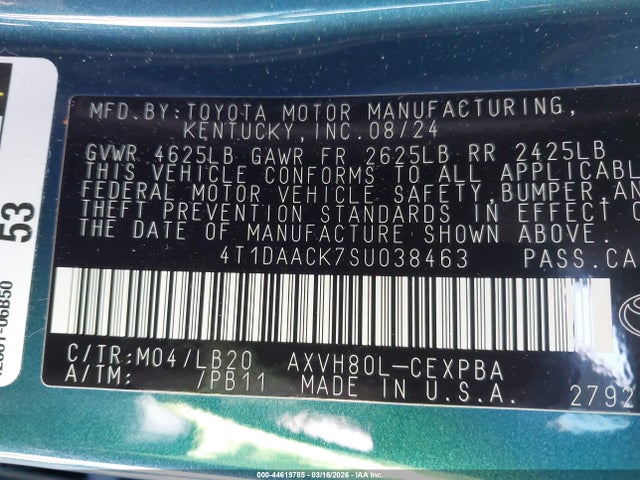 MFD.BY:TOYOTA MOTOR MANUFACTURING,
KENTUCKY,INC.08/24
GVWR 4625LB GAWR FR 2625LB RR 2425LB
THIS VEHICLE CONFORMS TO ALL APPLICABL
FEDERAL MOTOR VEHICLE SAFETY,BUMPER,AN
THEFT PREVENTION STANDARDS IN EFFECT O
THE DATE OF MANUFACTURE SHOWN ABOVE.
4T1DAACK7SU038463 PASS.CA
C/TR:M04/LB20 AXVH80L-CEXPBA
A/TM: /PB11 MADE IN U.S.A. 2792
53
000-44619785 - 03/16/2026 - IAA, LLC